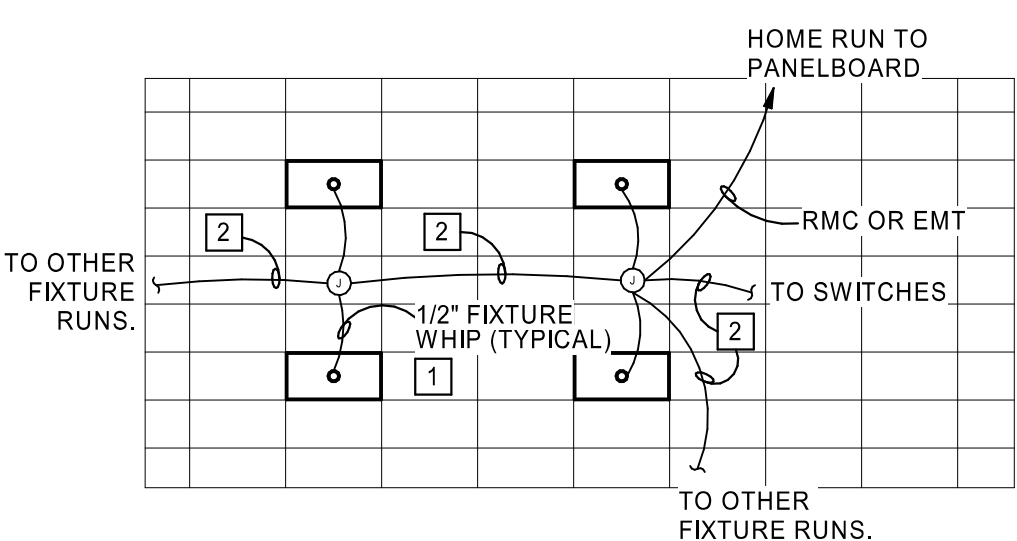 HOME RUN TO
PANELBOARD
2
2
RMC OR EMT
TO OTHER
FIXTURE
RUNS.
J
J
TO SWITCHES
1/2" FIXTURE
WHIP (TYPICAL)
2
1
TO OTHER
FIXTURE RUNS.